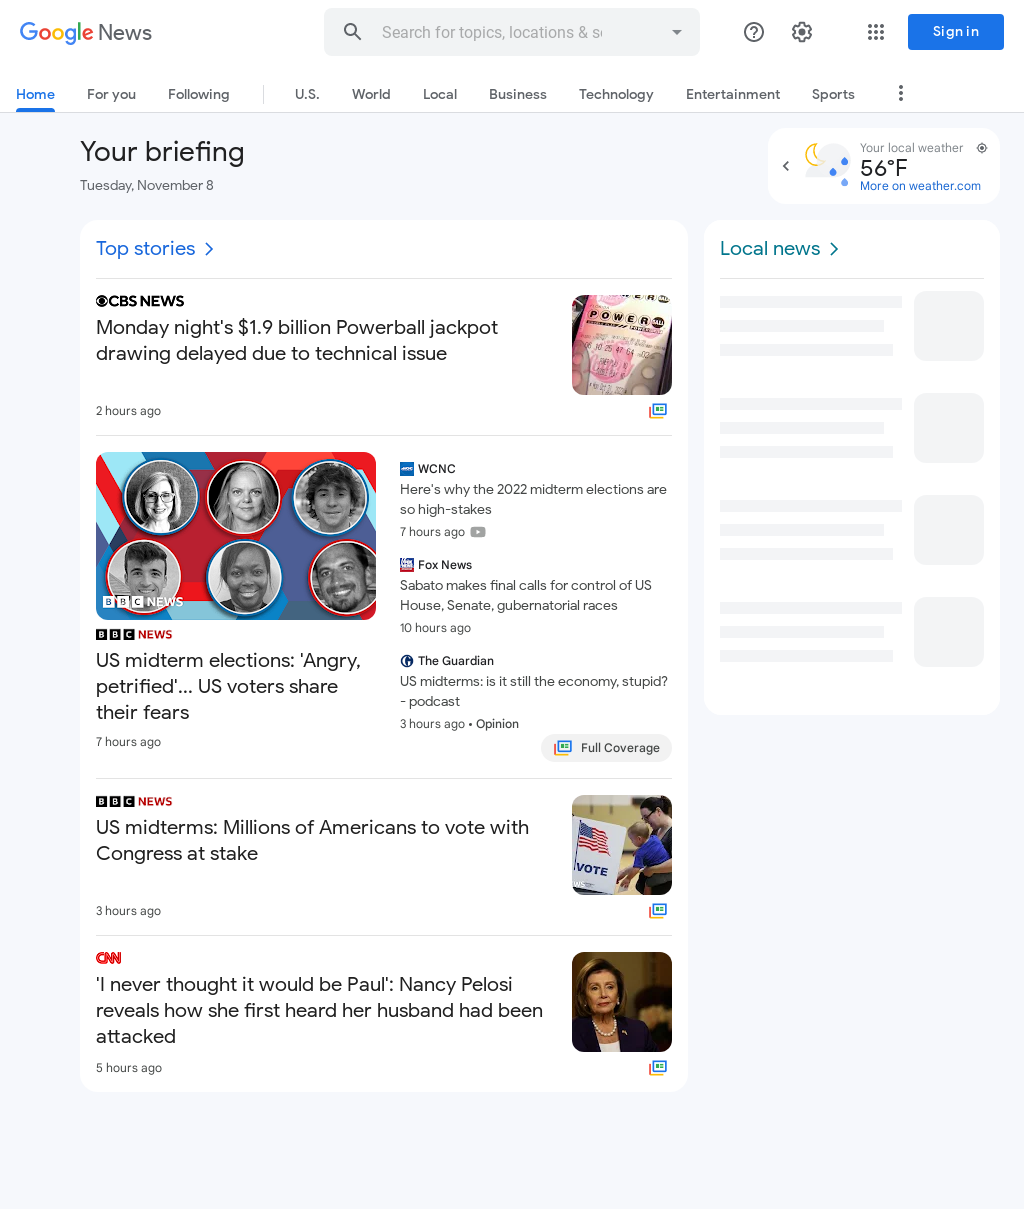 Google News
Search for topics, locations & so
Sign in
Home
For you
Following
U.S.
World
Local
Business
Technology
Entertainment
Sports
Your briefing
Tuesday, November 8
Your local weather
56°F
More on weather.com
Top stories
CBS NEWS
Monday night's $1.9 billion Powerball jackpot
drawing delayed due to technical issue
POWER
2 hours ago
BBC NEWS
BBC NEWS
US midterm elections: 'Angry,
petrified'... US voters share
their fears
7 hours ago
WCNC
Here's why the 2022 midterm elections are
so high-stakes
7 hours ago
Fox News
Sabato makes final calls for control of US
House, Senate, gubernatorial races
10 hours ago
The Guardian
US midterms: is it still the economy, stupid?
- podcast
3 hours ago • Opinion
Full Coverage
BBC NEWS
US midterms: Millions of Americans to vote with
Congress at stake
VOTE
3 hours ago
CNN
'I never thought it would be Paul': Nancy Pelosi
reveals how she first heard her husband had been
attacked
5 hours ago
Local news